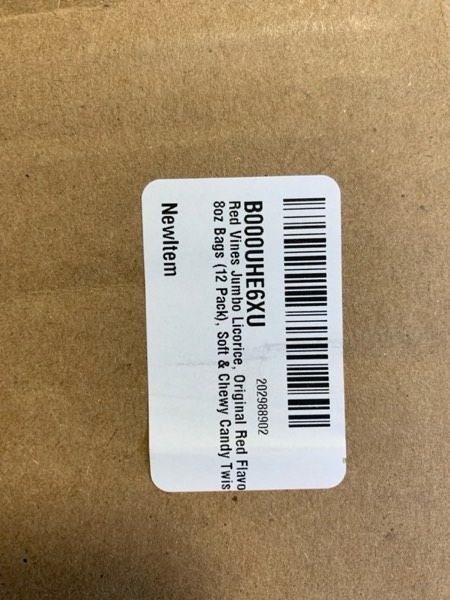 B000UHE6XU 202988902
Red Vines Jumbo Licorice, Original Red Flavo
8oz Bags (12 Pack), Soft & Chewy Candy Twis
NewItem